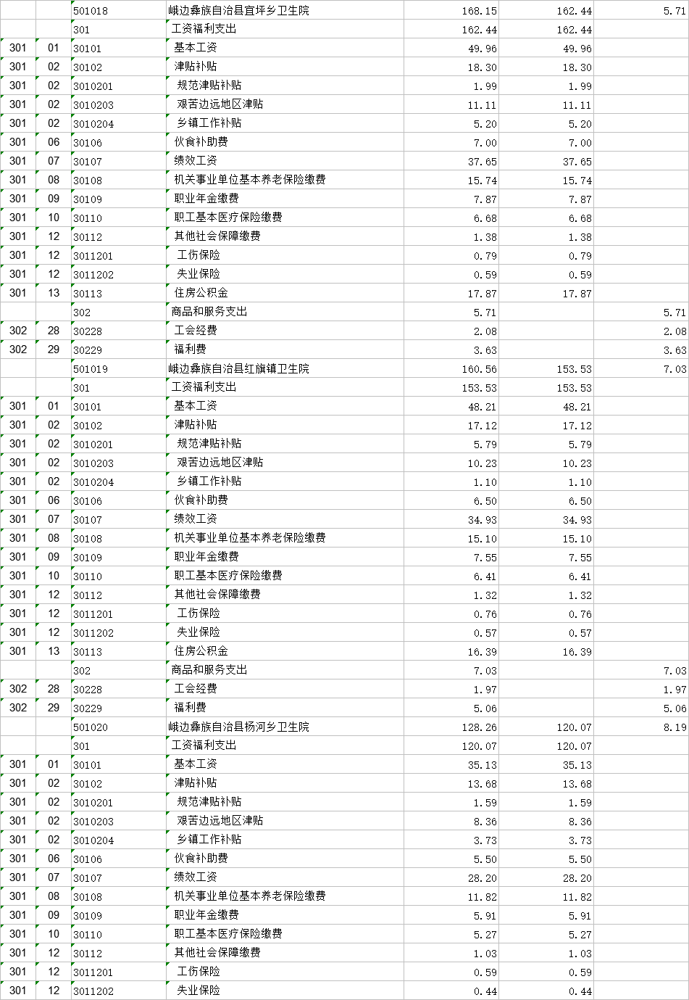 501018 峨边彝族自治县宜坪乡卫生院 168.15 162.44 5.71
301 工资福利支出 162.44 162.44
301 01 30101 基本工资 49.96 49.96
301 02 30102 津贴补贴 18.30 18.30
301 02 3010201 规范津贴补贴 1.99 1.99
301 02 3010203 艰苦边远地区津贴 11.11 11.11
301 02 3010204 乡镇工作补贴 5.20 5.20
301 06 30106 伙食补助费 7.00 7.00
301 07 30107 绩效工资 37.65 37.65
301 08 30108 机关事业单位基本养老保险缴费 15.74 15.74
301 09 30109 职业年金缴费 7.87 7.87
301 10 30110 职工基本医疗保险缴费 6.68 6.68
301 12 30112 其他社会保障缴费 1.38 1.38
301 12 3011201 工伤保险 0.79 0.79
301 12 3011202 失业保险 0.59 0.59
301 13 30113 住房公积金 17.87 17.87
302 商品和服务支出 5.71 5.71
302 28 30228 工会经费 2.08 2.08
302 29 30229 福利费 3.63 3.63
501019 峨边彝族自治县红旗镇卫生院 160.56 153.53 7.03
301 工资福利支出 153.53 153.53
301 01 30101 基本工资 48.21 48.21
301 02 30102 津贴补贴 17.12 17.12
301 02 3010201 规范津贴补贴 5.79 5.79
301 02 3010203 艰苦边远地区津贴 10.23 10.23
301 02 3010204 乡镇工作补贴 1.10 1.10
301 06 30106 伙食补助费 6.50 6.50
301 07 30107 绩效工资 34.93 34.93
301 08 30108 机关事业单位基本养老保险缴费 15.10 15.10
301 09 30109 职业年金缴费 7.55 7.55
301 10 30110 职工基本医疗保险缴费 6.41 6.41
301 12 30112 其他社会保障缴费 1.32 1.32
301 12 3011201 工伤保险 0.76 0.76
301 12 3011202 失业保险 0.57 0.57
301 13 30113 住房公积金 16.39 16.39
302 商品和服务支出 7.03 7.03
302 28 30228 工会经费 1.97 1.97
302 29 30229 福利费 5.06 5.06
501020 峨边彝族自治县杨河乡卫生院 128.26 120.07 8.19
301 工资福利支出 120.07 120.07
301 01 30101 基本工资 35.13 35.13
301 02 30102 津贴补贴 13.68 13.68
301 02 3010201 规范津贴补贴 1.59 1.59
301 02 3010203 艰苦边远地区津贴 8.36 8.36
301 02 3010204 乡镇工作补贴 3.73 3.73
301 06 30106 伙食补助费 5.50 5.50
301 07 30107 绩效工资 28.20 28.20
301 08 30108 机关事业单位基本养老保险缴费 11.82 11.82
301 09 30109 职业年金缴费 5.91 5.91
301 10 30110 职工基本医疗保险缴费 5.27 5.27
301 12 30112 其他社会保障缴费 1.03 1.03
301 12 3011201 工伤保险 0.59 0.59
301 12 3011202 失业保险 0.44 0.44